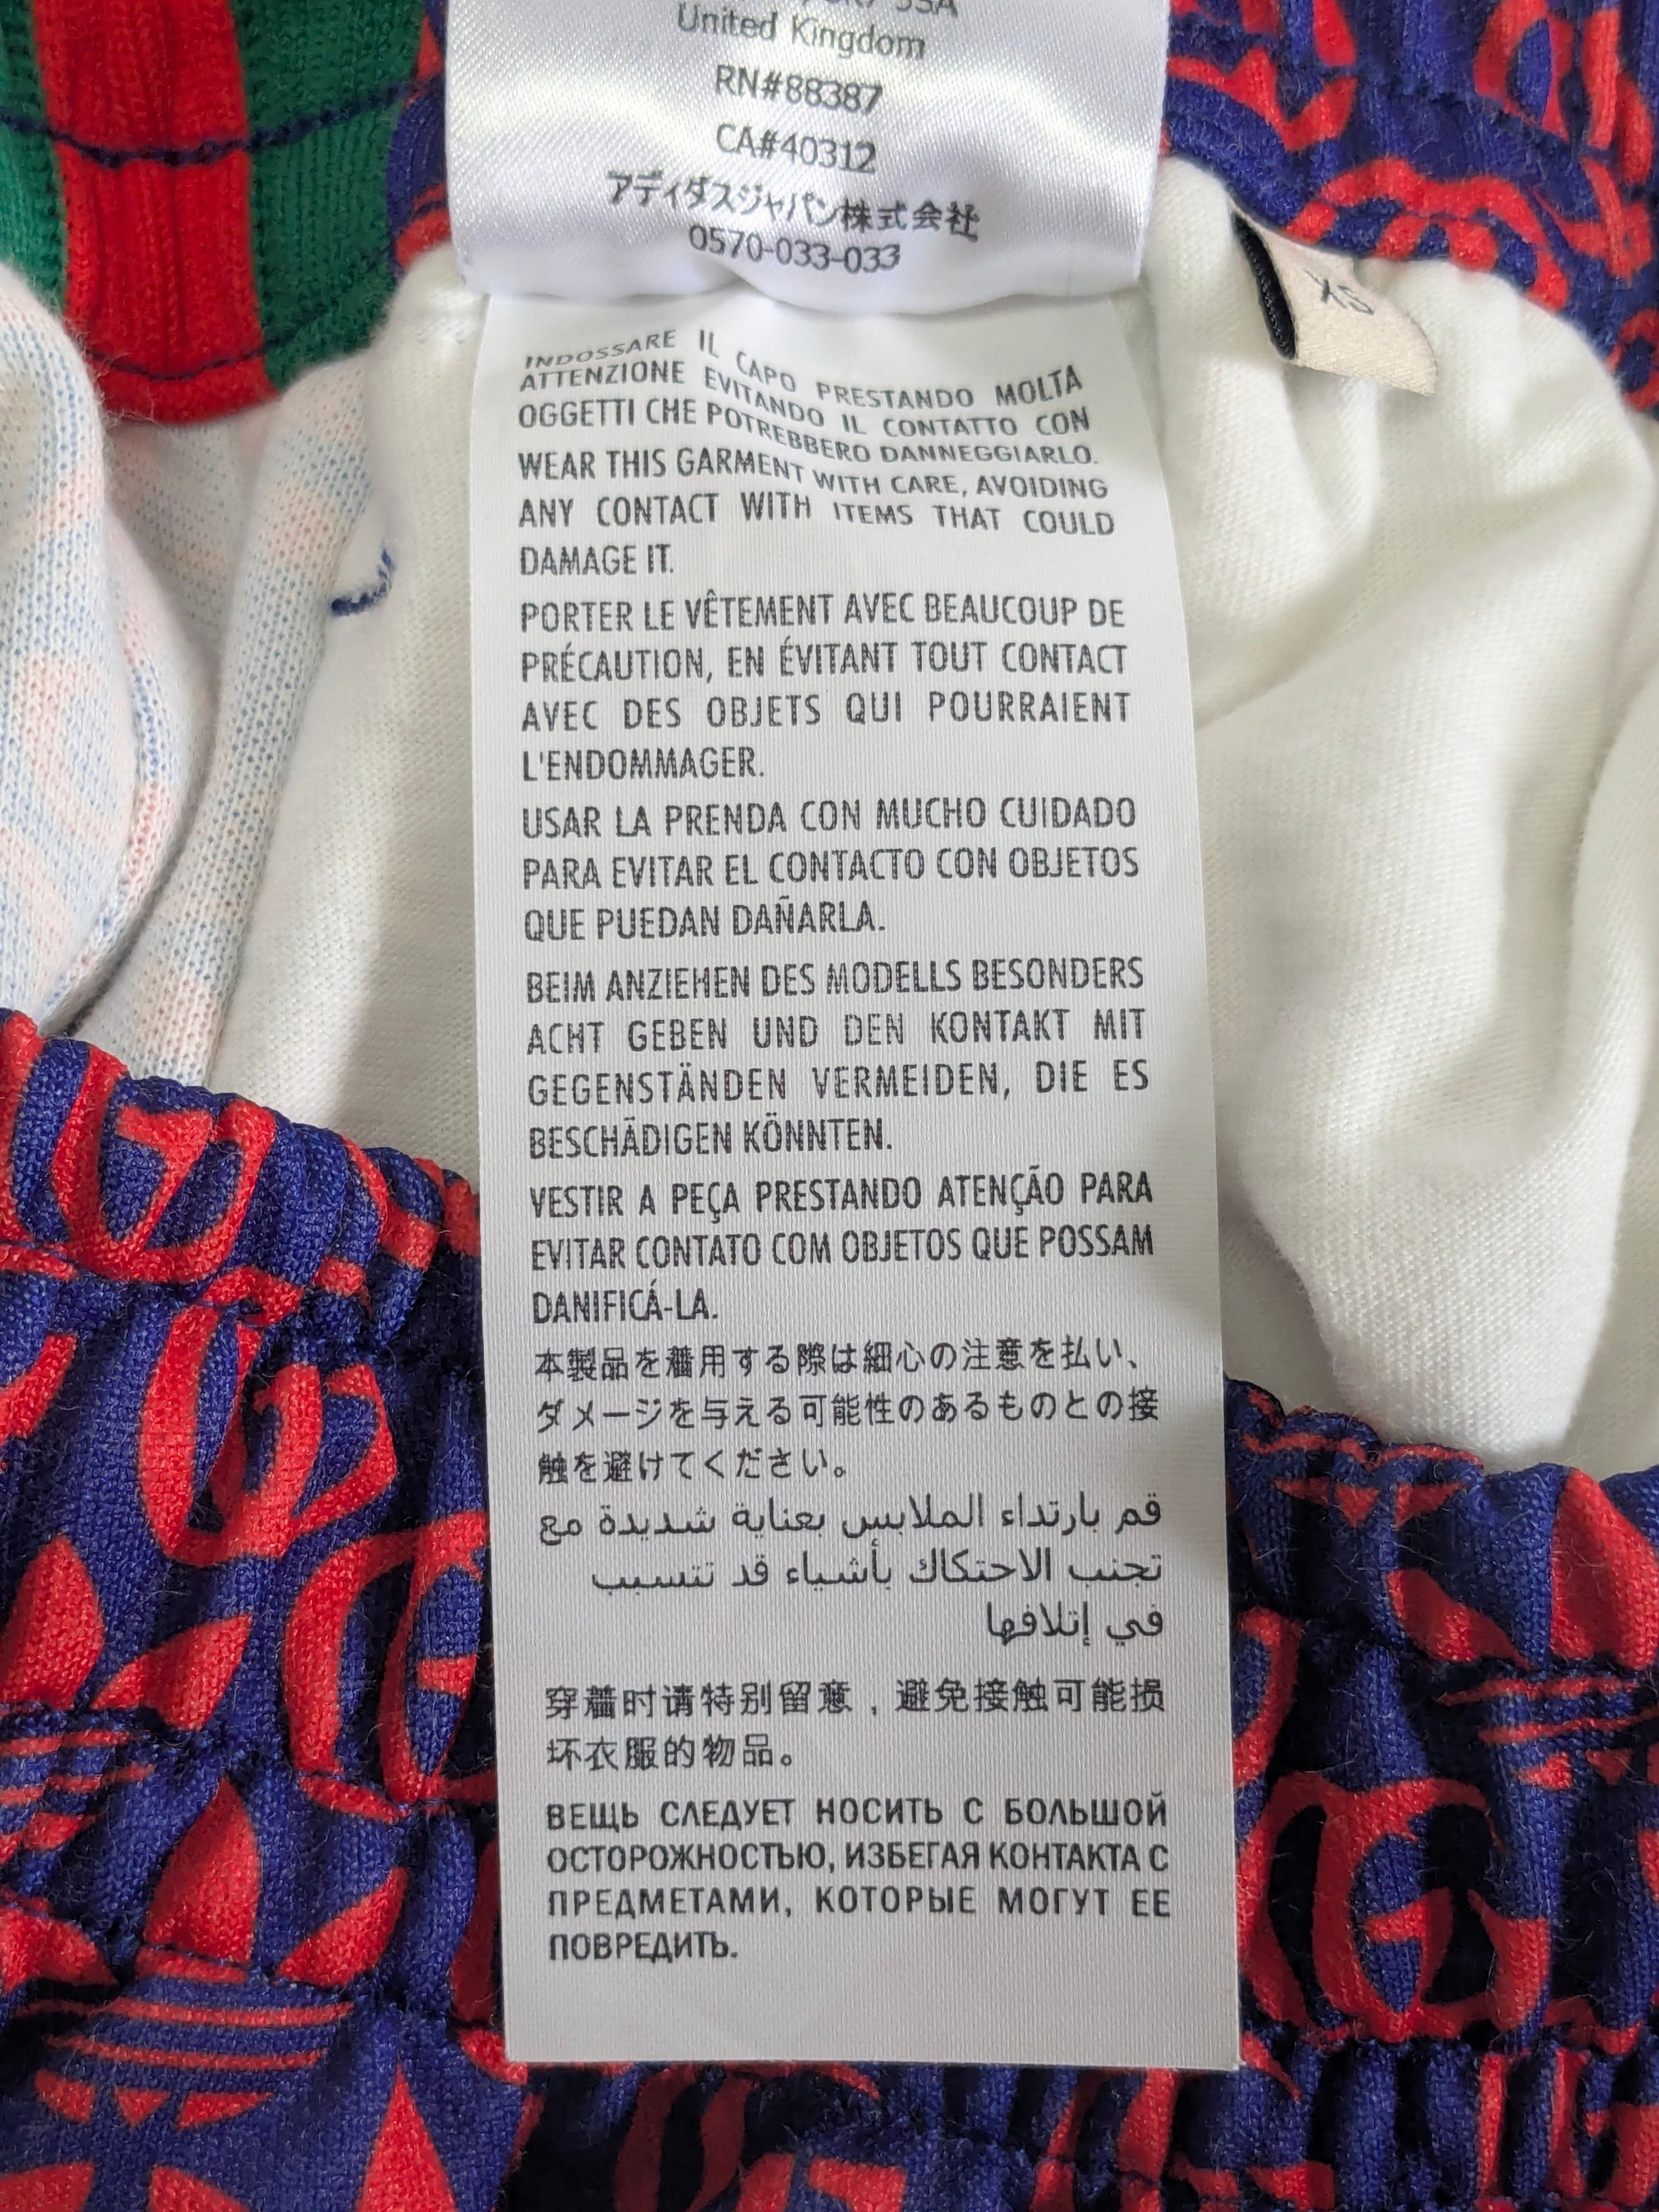 United Kingdom
RN#88387
CA#40312
アディダスジャパン株式会社
0570-033-033
XS
INDOSSARE IL CAPO PRESTANDO MOLTA
ATTENZIONE EVITANDO IL CONTATTO CON
OGGETTI CHE POTREBBERO DANNEGGIARLO.
WEAR THIS GARMENT WITH CARE, AVOIDING
ANY CONTACT WITH ITEMS THAT COULD
DAMAGE IT.
PORTER LE VÊTEMENT AVEC BEAUCOUP DE
PRÉCAUTION, EN ÉVITANT TOUT CONTACT
AVEC DES OBJETS QUI POURRAIENT
L'ENDOMMAGER.
USAR LA PRENDA CON MUCHO CUIDADO
PARA EVITAR EL CONTACTO CON OBJETOS
QUE PUEDAN DAÑARLA.
BEIM ANZIEHEN DES MODELLS BESONDERS
ACHT GEBEN UND DEN KONTAKT MIT
GEGENSTÄNDEN VERMEIDEN, DIE ES
BESCHÄDIGEN KÖNNTEN.
VESTIR A PEÇA PRESTANDO ATENÇÃO PARA
EVITAR CONTATO COM OBJETOS QUE POSSAM
DANIFICÁ-LA.
本製品を着用する際は細心の注意を払い、
ダメージを与える可能性のあるものとの接
触を避けてください。
قم بارتداء الملابس بعناية شديدة مع
تجنب الاحتكاك بأشياء قد تتسبب
في إتلافها
穿着时请特别留意，避免接触可能损
坏衣服的物品。
ВЕЩЬ СЛЕДУЕТ НОСИТЬ С БОЛЬШОЙ
ОСТОРОЖНОСТЬЮ, ИЗБЕГАЯ КОНТАКТА С
ПРЕДМЕТАМИ, КОТОРЫЕ МОГУТ ЕЕ
ПОВРЕДИТЬ.